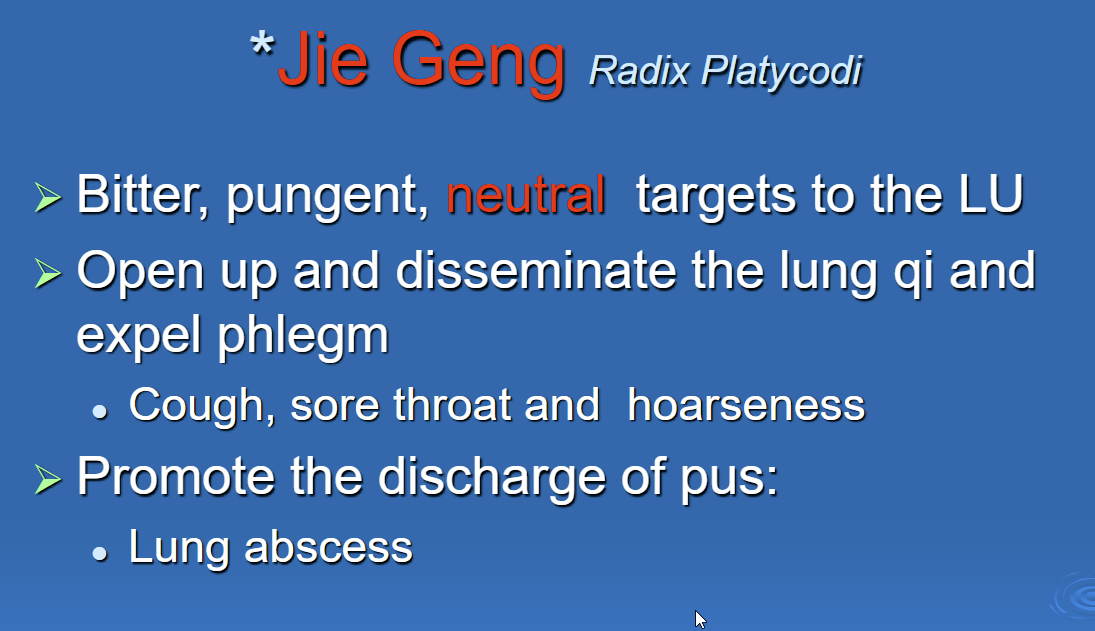 *Jie Geng Radix Platycodi
Bitter, pungent, neutral targets to the LU
Open up and disseminate the lung qi and
expel phlegm
Cough, sore throat and hoarseness
Promote the discharge of pus:
Lung abscess